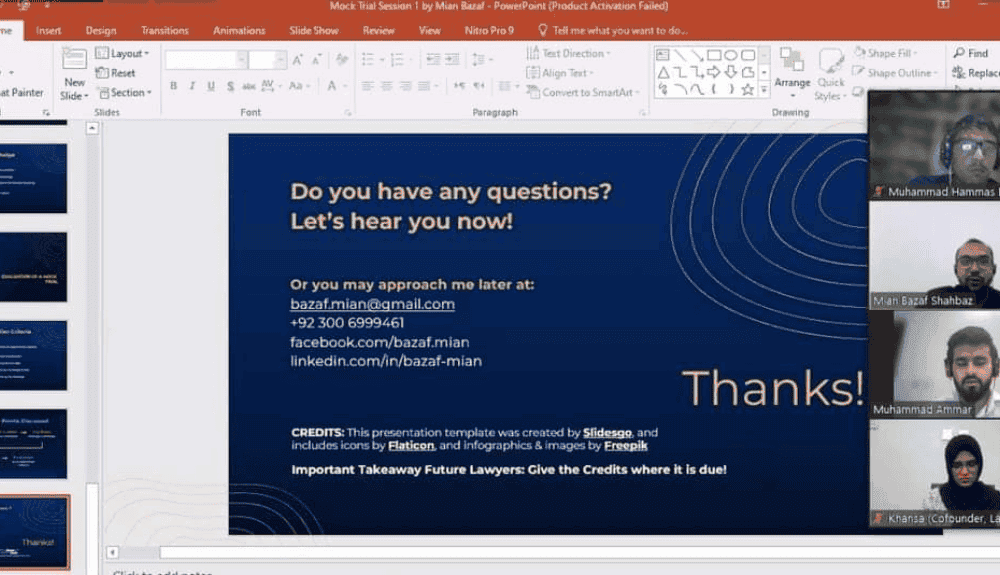 Mock Trial Session 1 by Mian Bazaf - PowerPoint (Product Activation Failed)
Insert Design Transitions Animations Slide Show Review View Nitro Pro 9 Tell me what you want to do...
New
Slide
Layout
Reset
Section
at Painter
Slides
B I U S abc AV Aa A
Font
Text Direction
Align Text
Convert to SmartArt
Paragraph
Arrange
Quick
Styles
Shape Fill
Shape Outline
Drawing
Find
Replace
Do you have any questions?
Let's hear you now!
Or you may approach me later at:
bazaf.mian@gmail.com
+92 300 6999461
facebook.com/bazaf.mian
linkedin.com/in/bazaf-mian
Thanks!
CREDITS: This presentation template was created by Slidesgo, and
includes icons by Flaticon, and infographics & images by Freepik
Important Takeaway Future Lawyers: Give the Credits where it is due!
Muhammad Hammas
Mian Bazaf Shahbaz
Muhammad Ammar
Khansa (Cofounder, La
Thanks!
Click to add notes